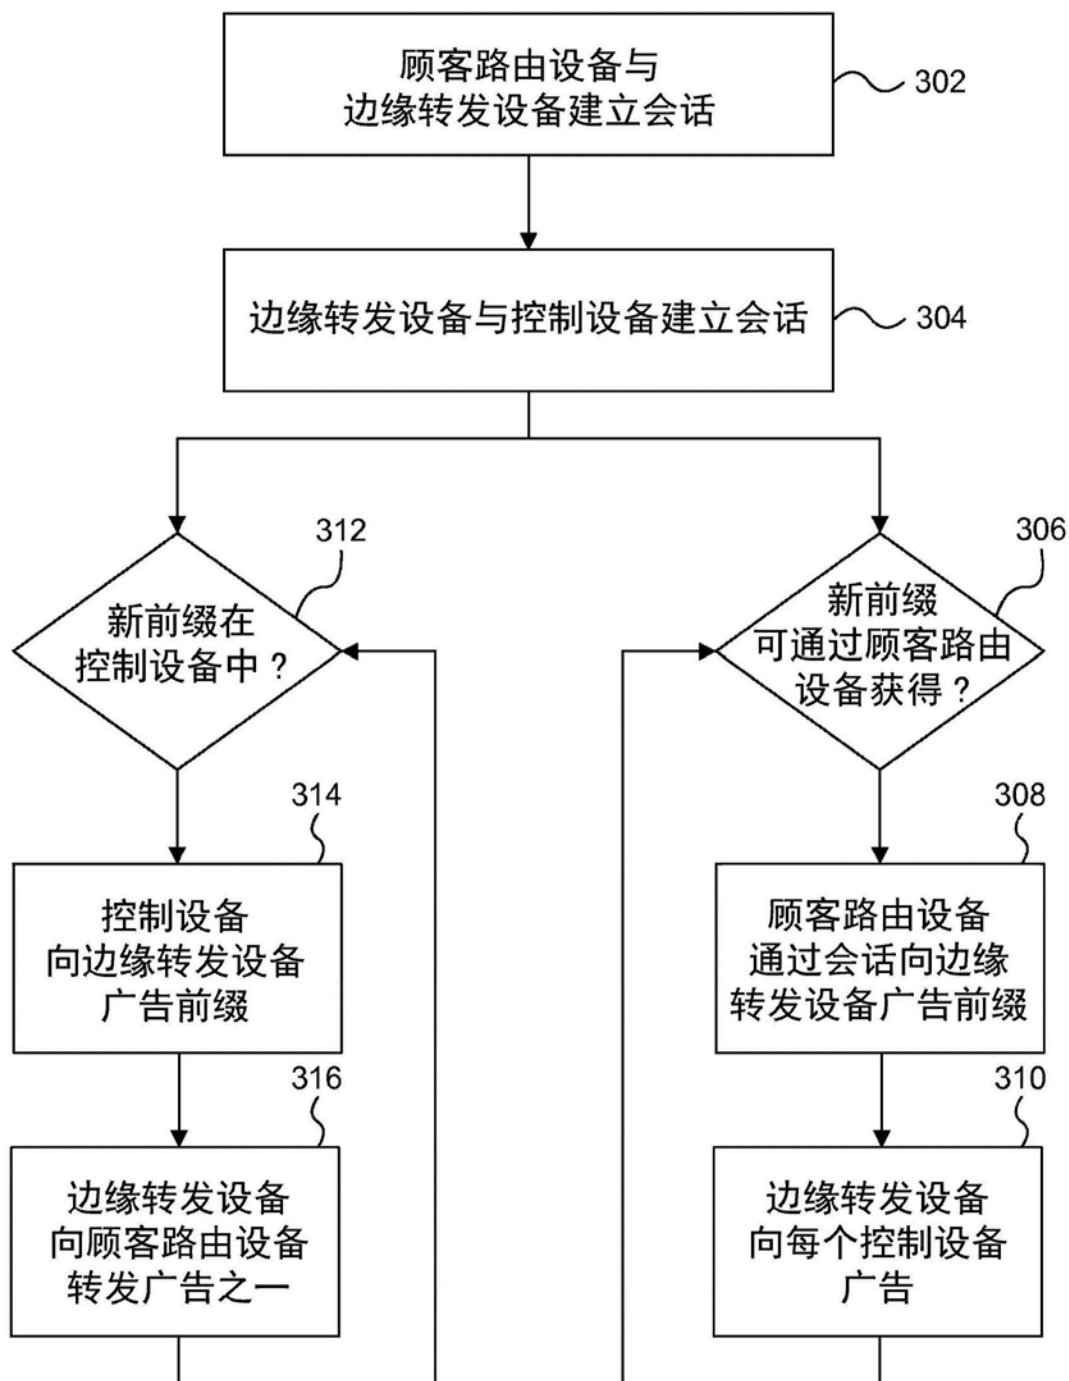 顾客路由设备与
边缘转发设备建立会话
302
边缘转发设备与控制设备建立会话
304
312
新前缀在
控制设备中？
306
新前缀
可通过顾客路由
设备获得？
314
控制设备
向边缘转发设备
广告前缀
308
顾客路由设备
通过会话向边缘
转发设备广告前缀
316
边缘转发设备
向顾客路由设备
转发广告之一
310
边缘转发设备
向每个控制设备
广告